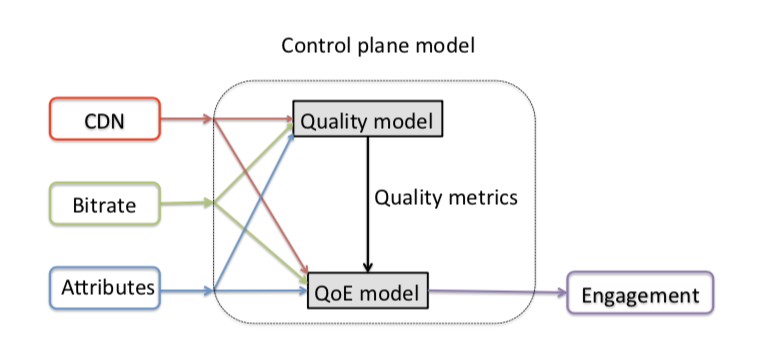 Control plane model
CDN
Quality model
Bitrate
Quality metrics
Attributes
QoE model
Engagement